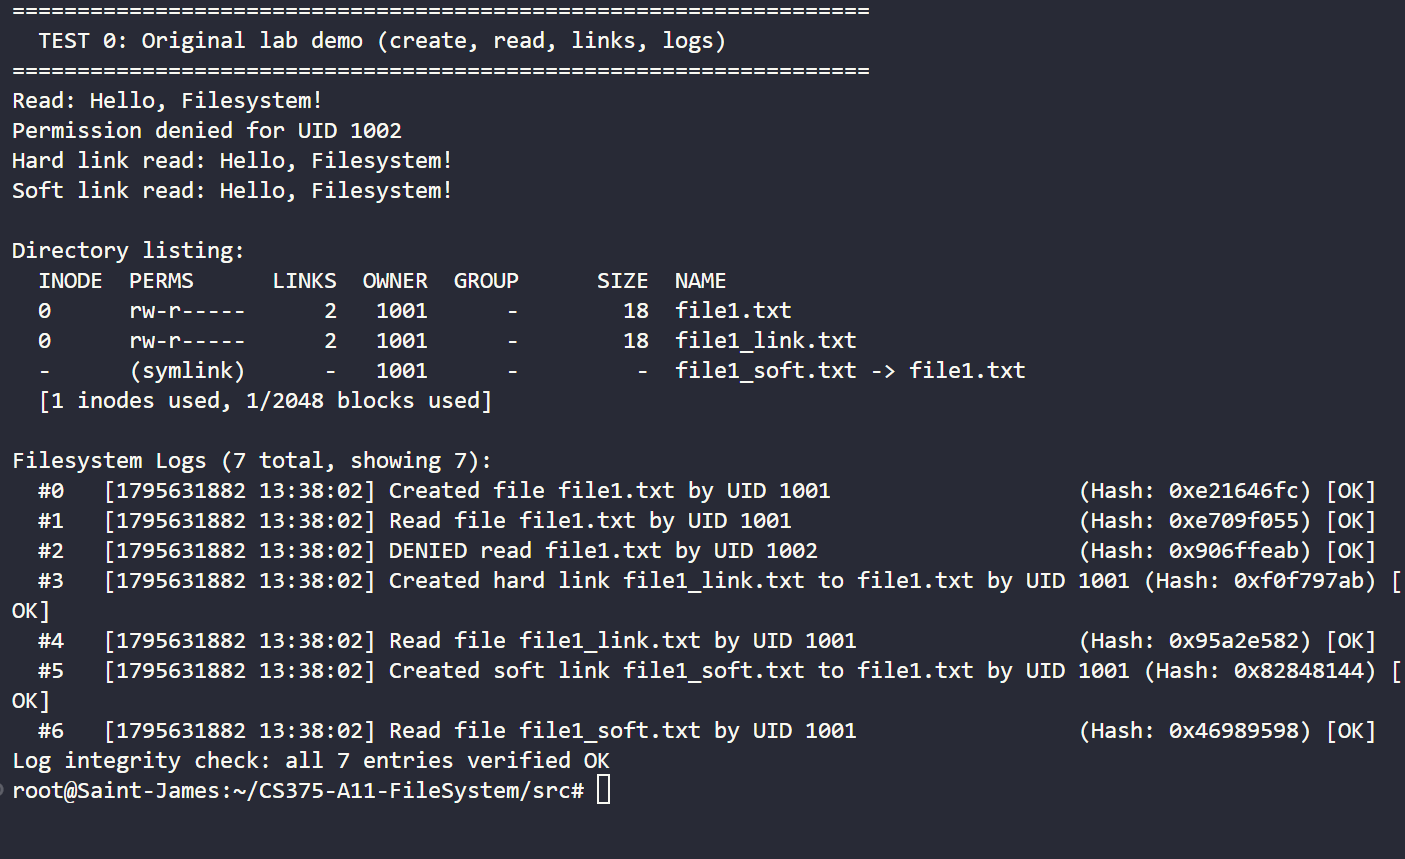 ==================================================================
  TEST 0: Original lab demo (create, read, links, logs)
==================================================================
Read: Hello, Filesystem!
Permission denied for UID 1002
Hard link read: Hello, Filesystem!
Soft link read: Hello, Filesystem!

Directory listing:
  INODE  PERMS      LINKS  OWNER  GROUP      SIZE  NAME
  0      rw-r-----      2   1001      -        18  file1.txt
  0      rw-r-----      2   1001      -        18  file1_link.txt
  -      (symlink)      -   1001      -         -  file1_soft.txt -> file1.txt
  [1 inodes used, 1/2048 blocks used]

Filesystem Logs (7 total, showing 7):
  #0   [1795631882 13:38:02] Created file file1.txt by UID 1001                   (Hash: 0xe21646fc) [OK]
  #1   [1795631882 13:38:02] Read file file1.txt by UID 1001                      (Hash: 0xe709f055) [OK]
  #2   [1795631882 13:38:02] DENIED read file1.txt by UID 1002                    (Hash: 0x906ffeab) [OK]
  #3   [1795631882 13:38:02] Created hard link file1_link.txt to file1.txt by UID 1001 (Hash: 0xf0f797ab) [
OK]
  #4   [1795631882 13:38:02] Read file file1_link.txt by UID 1001                 (Hash: 0x95a2e582) [OK]
  #5   [1795631882 13:38:02] Created soft link file1_soft.txt to file1.txt by UID 1001 (Hash: 0x82848144) [
OK]
  #6   [1795631882 13:38:02] Read file file1_soft.txt by UID 1001                 (Hash: 0x46989598) [OK]
Log integrity check: all 7 entries verified OK
root@Saint-James:~/CS375-A11-FileSystem/src#